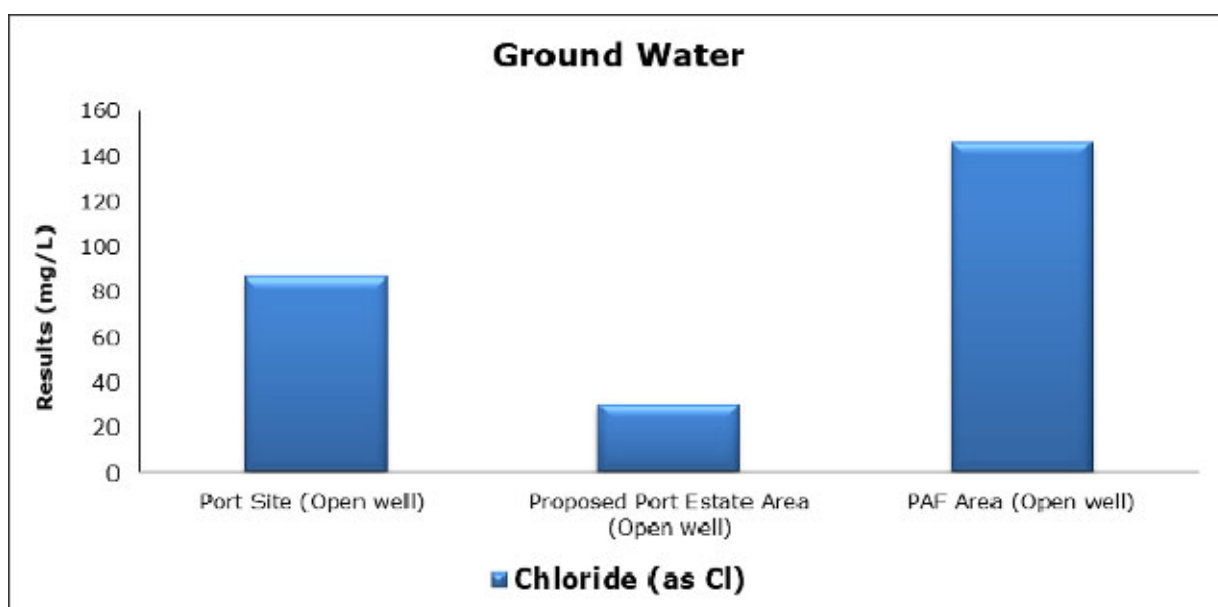 Ground Water
160
140
120
100
80
60
40
20
0
Results (mg/L)
Port Site (Open well)
Proposed Port Estate Area
(Open well)
PAF Area (Open well)
Chloride (as Cl)